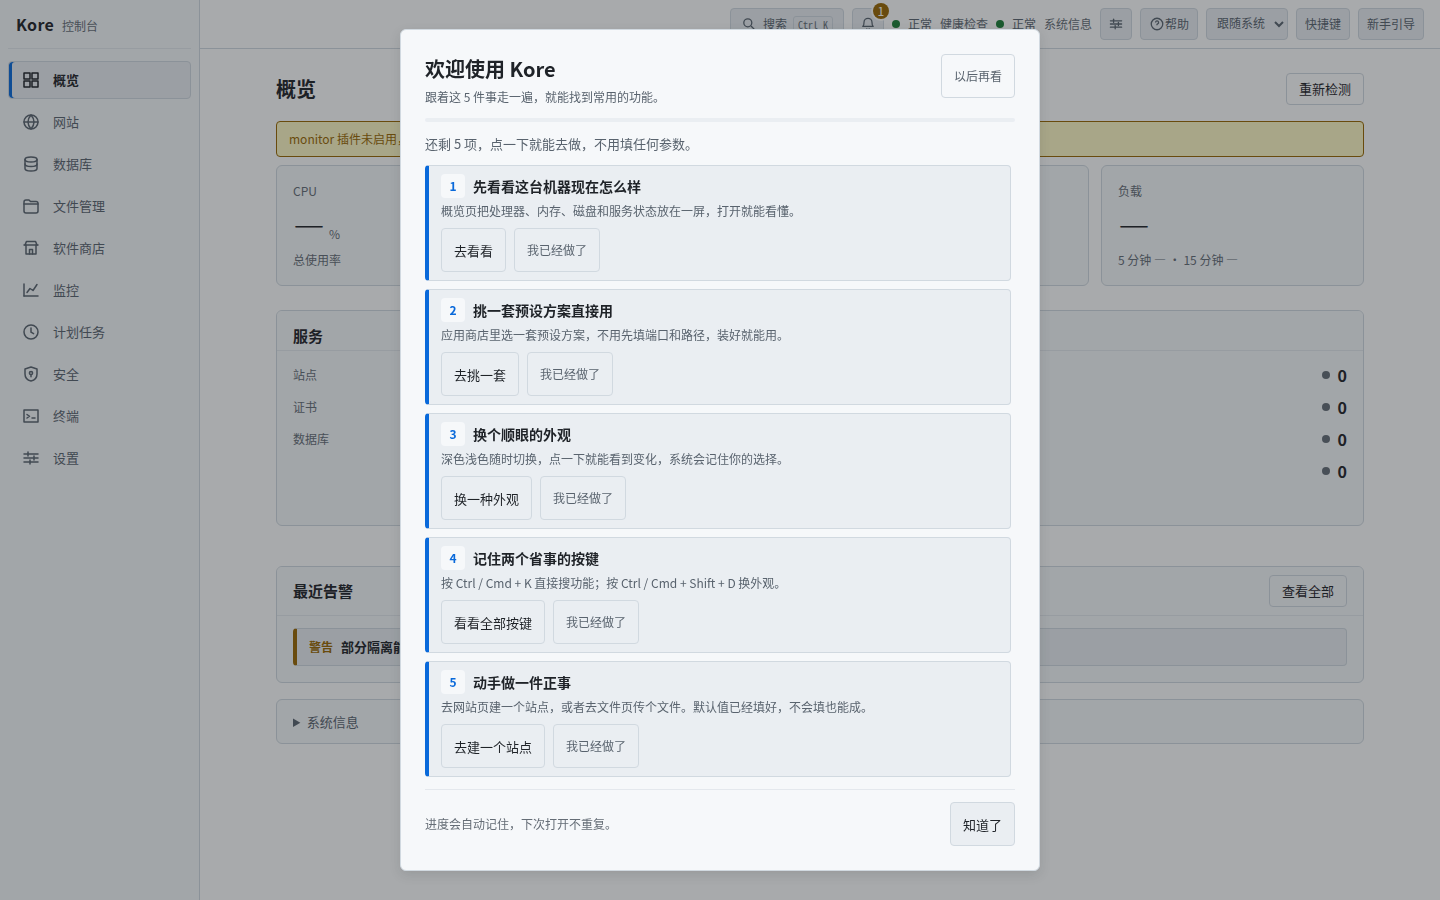 Kore 控制台
概览
网站
数据库
文件管理
软件商店
监控
计划任务
安全
终端
设置
搜索 Ctrl K
1
正常 健康检查
正常 系统信息
帮助
跟随系统
快捷键
新手引导
概览
重新检测
monitor 插件未启用
CPU
— %
总使用率
负载
—
5 分钟 — · 15 分钟 —
服务
站点 0
证书 0
数据库 0
0
最近告警
查看全部
警告 部分隔离
系统信息
欢迎使用 Kore
以后再看
跟着这 5 件事走一遍，就能找到常用的功能。
还剩 5 项，点一下就能去做，不用填任何参数。
1 先看看这台机器现在怎么样
概览页把处理器、内存、磁盘和服务状态放在一屏，打开就能看懂。
去看看 我已经做了
2 挑一套预设方案直接用
应用商店里选一套预设方案，不用先填端口和路径，装好就能用。
去挑一套 我已经做了
3 换个顺眼的外观
深色浅色随时切换，点一下就能看到变化，系统会记住你的选择。
换一种外观 我已经做了
4 记住两个省事的按键
按 Ctrl / Cmd + K 直接搜功能；按 Ctrl / Cmd + Shift + D 换外观。
看看全部按键 我已经做了
5 动手做一件正事
去网站页建一个站点，或者去文件页传个文件。默认值已经填好，不会填也能成。
去建一个站点 我已经做了
进度会自动记住，下次打开不重复。
知道了